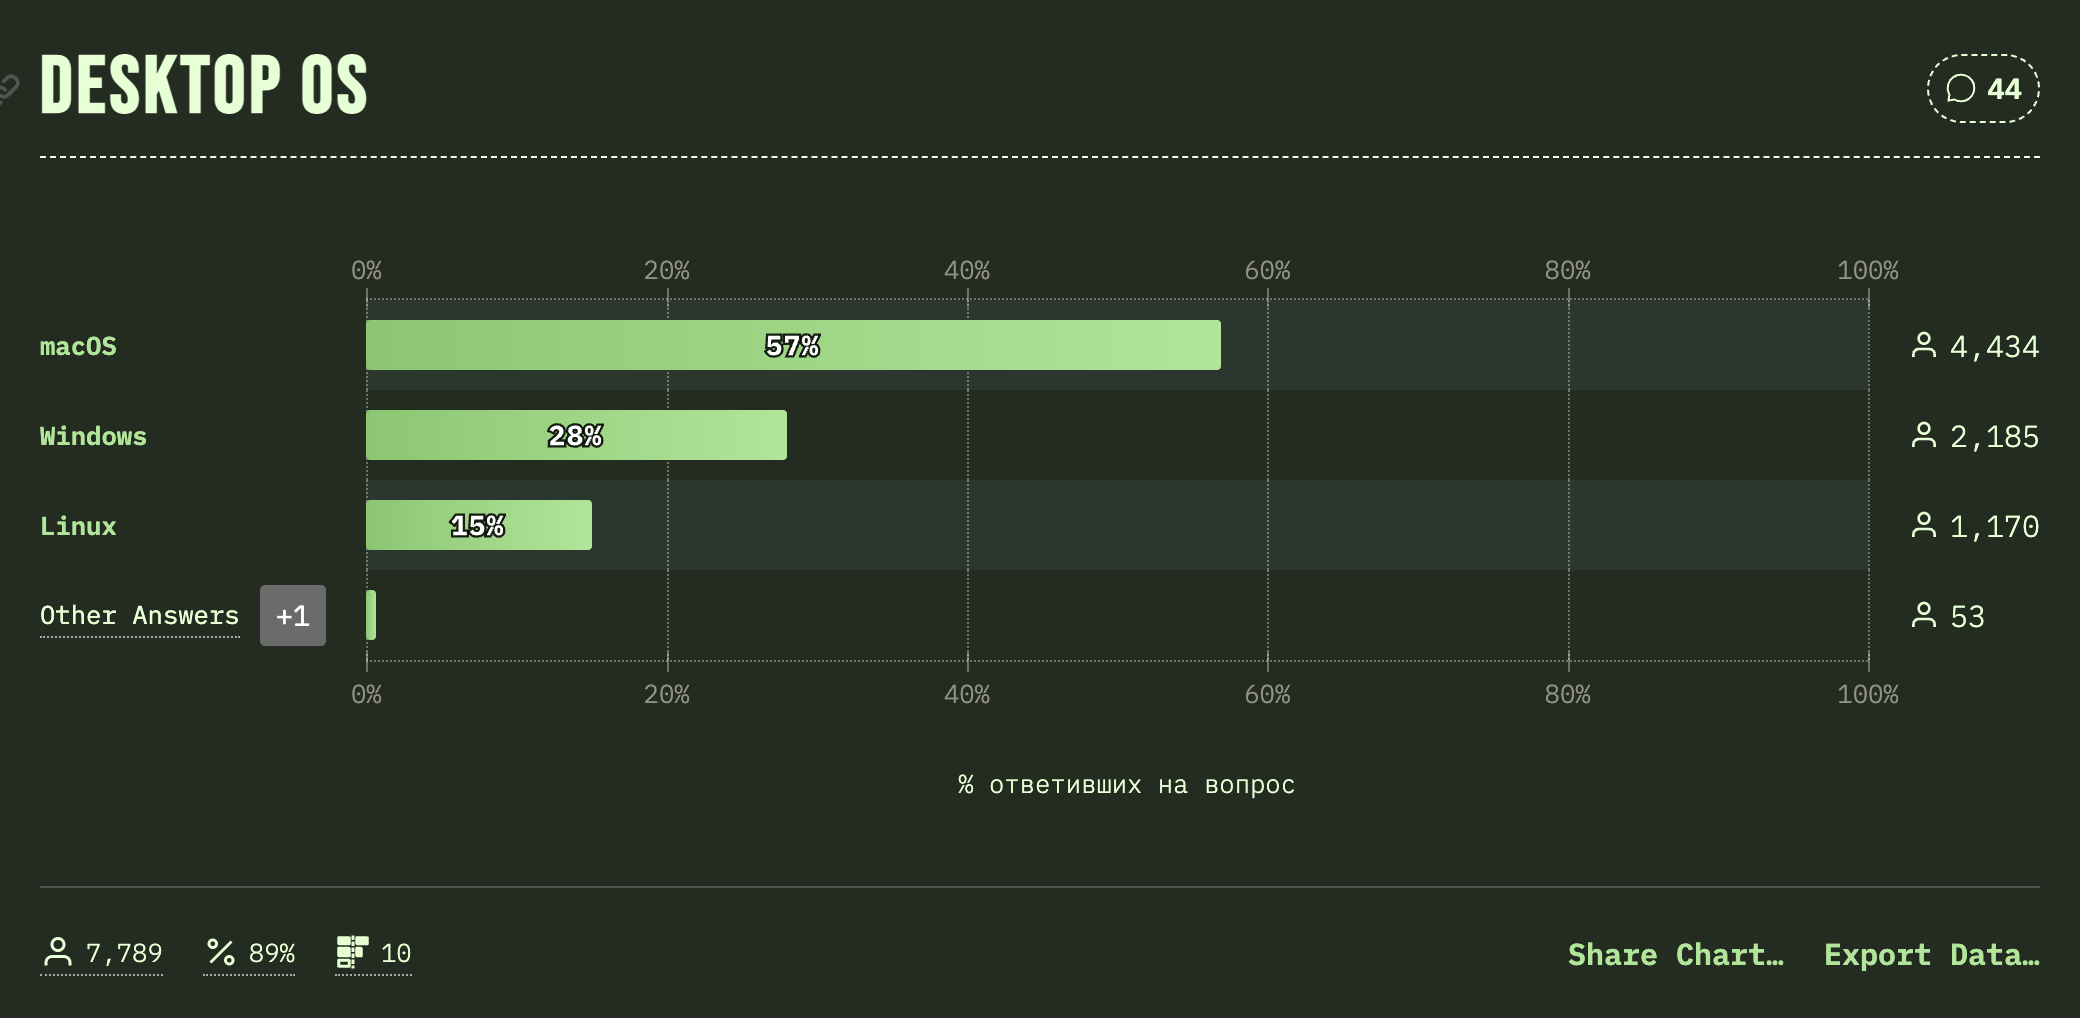 DESKTOP OS
44
0% 20% 40% 60% 80% 100%
macOS 57% 4,434
Windows 28% 2,185
Linux 15% 1,170
Other Answers +1 53
0% 20% 40% 60% 80% 100%
% ответивших на вопрос
7,789 % 89% 10 Share Chart… Export Data…